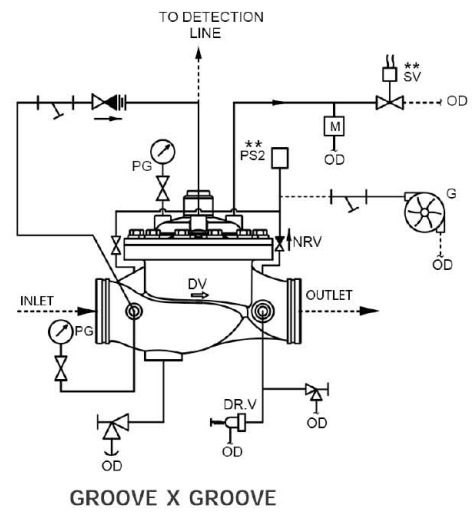 TO DETECTION
LINE
**
SV
OD
M
OD
PG
**
PS2
G
OD
NRV
DV
INLET
OUTLET
PG
DR.V
OD
OD
OD
GROOVE X GROOVE